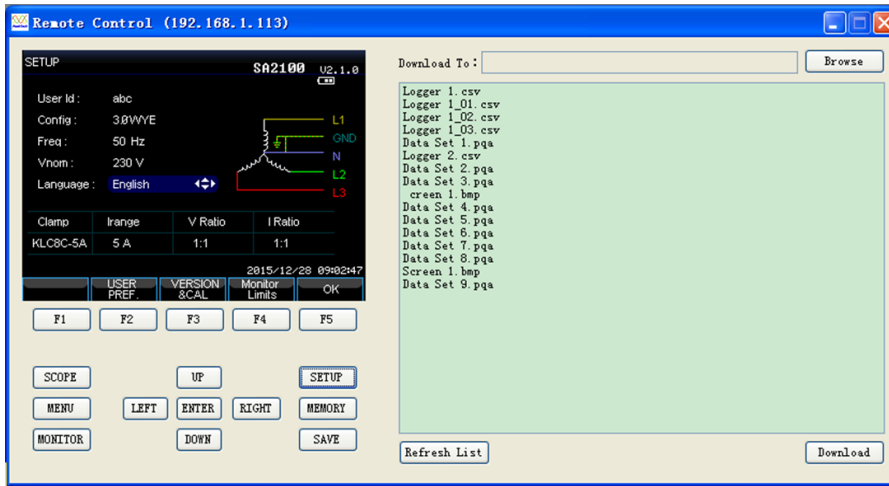 Remote Control (192.168.1.113)
SETUP
SA2100 V2.1.0
User Id : abc
Config : 3ØWYE
Freq : 50 Hz
Vnom : 230 V
Language : English
L1
GND
N
L2
L3
Clamp Irange V Ratio I Ratio
KLC8C-5A 5 A 1:1 1:1
2015/12/28 09:02:47
USER PREF. VERSION &CAL Monitor Limits OK
F1 F2 F3 F4 F5
SCOPE UP SETUP
MENU LEFT ENTER RIGHT MEMORY
MONITOR DOWN SAVE
Download To:
Browse
Logger 1.csv
Logger 1_01.csv
Logger 1_02.csv
Logger 1_03.csv
Data Set 1.pqa
Logger 2.csv
Data Set 2.pqa
Data Set 3.pqa
creen 1.bmp
Data Set 4.pqa
Data Set 5.pqa
Data Set 6.pqa
Data Set 7.pqa
Data Set 8.pqa
Screen 1.bmp
Data Set 9.pqa
Refresh List
Download